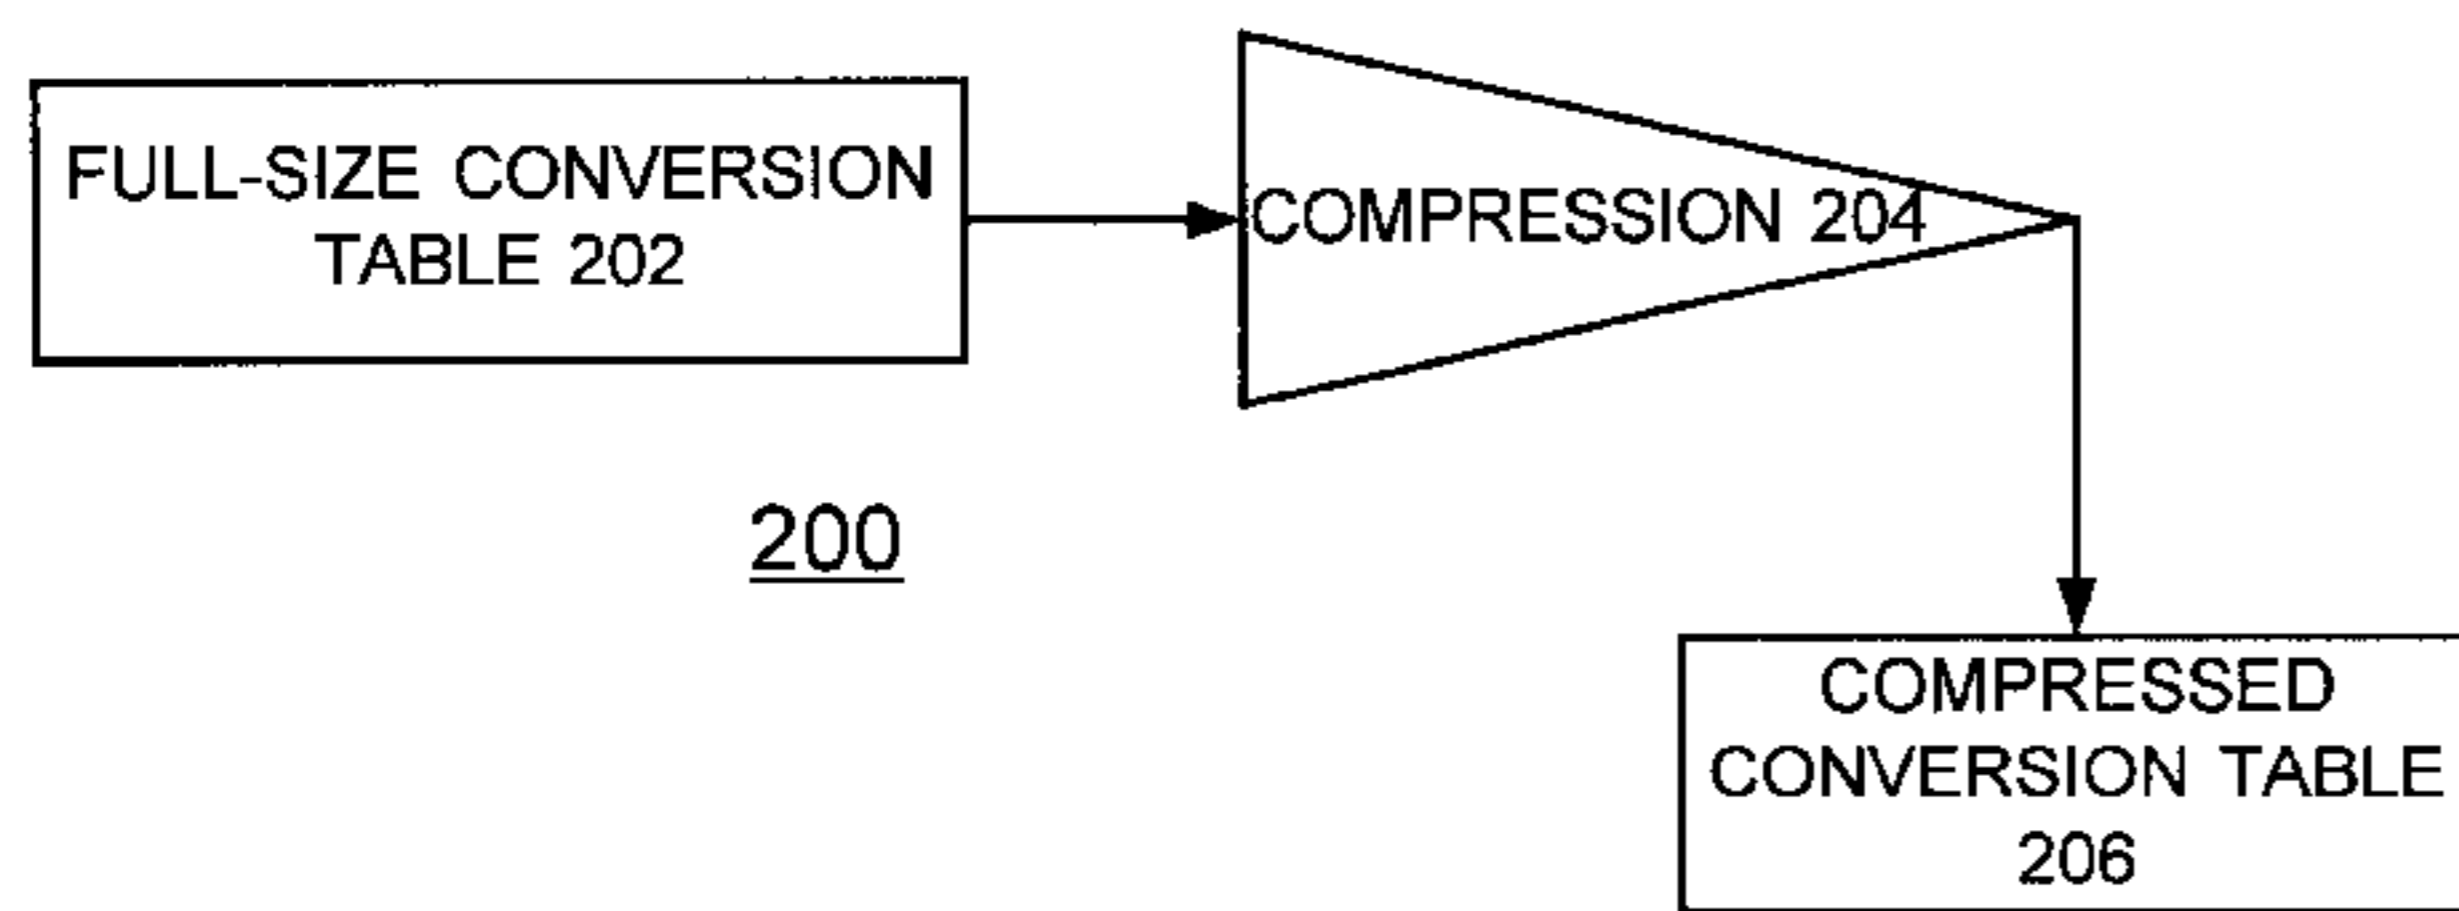 FULL-SIZE CONVERSION
TABLE 202
COMPRESSION 204
200
COMPRESSED
CONVERSION TABLE
206